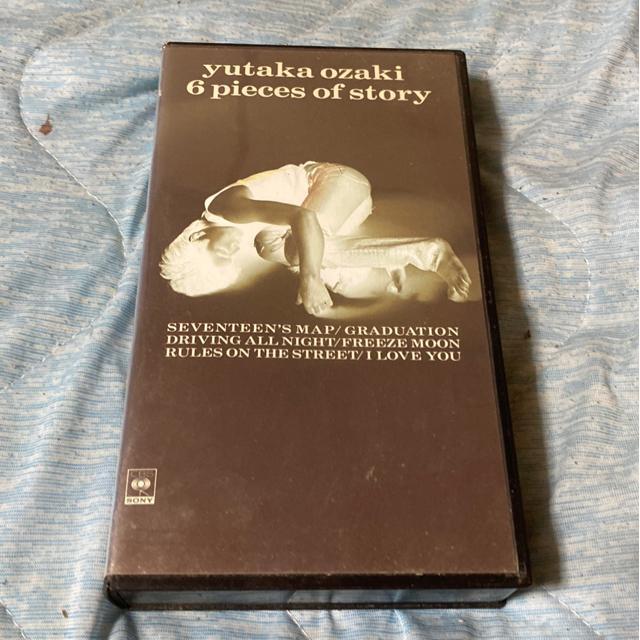 yutaka ozaki
6 pieces of story
SEVENTEEN'S MAP/GRADUATION
DRIVING ALL NIGHT/FREEZE MOON
RULES ON THE STREET/I LOVE YOU
CBS
SONY